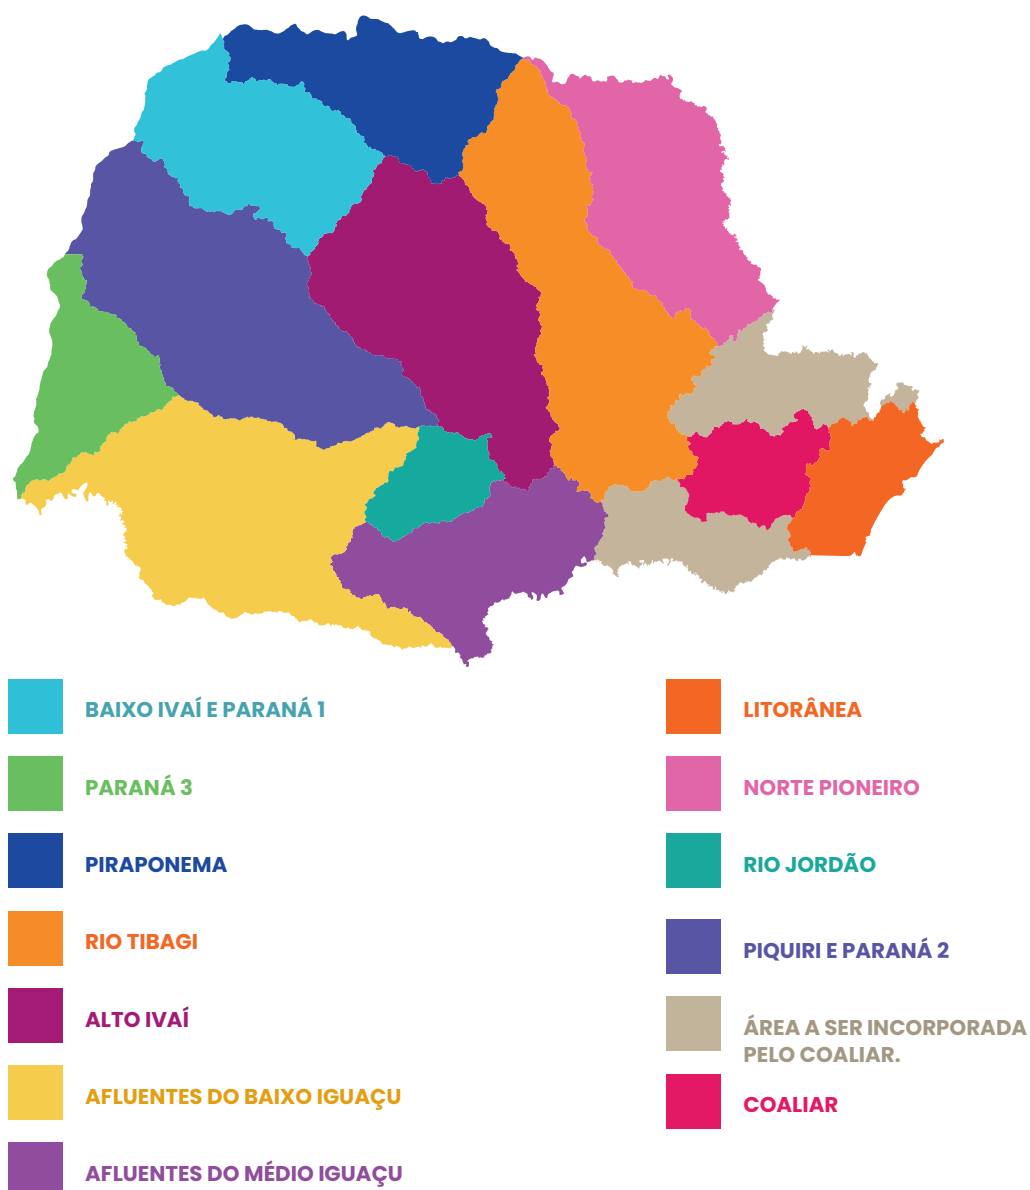 BAIXO IVAÍ E PARANÁ 1
PARANÁ 3
PIRAPONEMA
RIO TIBAGI
ALTO IVAÍ
AFLUENTES DO BAIXO IGUAÇU
AFLUENTES DO MÉDIO IGUAÇU
LITORÂNEA
NORTE PIONEIRO
RIO JORDÃO
PIQUIRI E PARANÁ 2
ÁREA A SER INCORPORADA
PELO COALIAR.
COALIAR